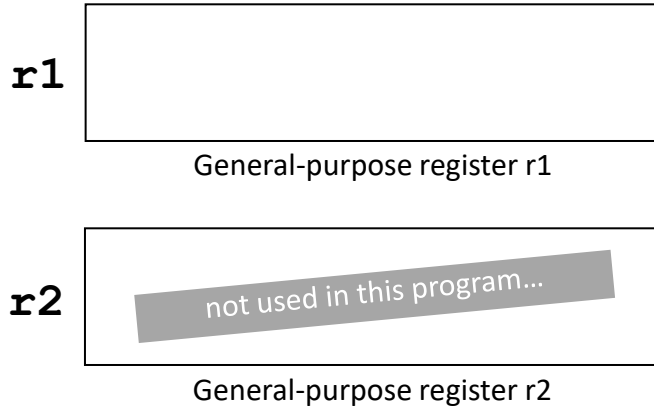 r1
General-purpose register r1
r2
not used in this program…
General-purpose register r2